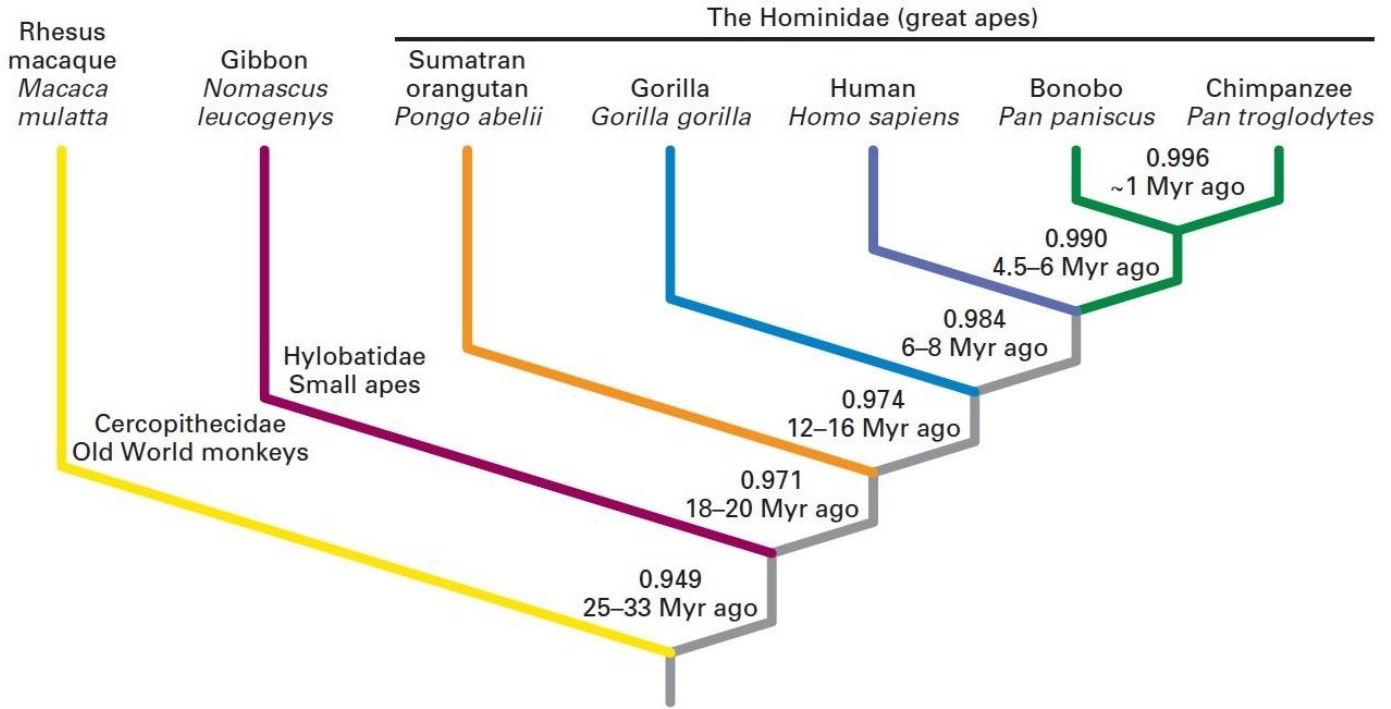 The Hominidae (great apes)
Rhesus
macaque
Macaca
mulatta
Gibbon
Nomascus
leucogenys
Sumatran
orangutan
Pongo abelii
Gorilla
Gorilla gorilla
Human
Homo sapiens
Bonobo
Pan paniscus
Chimpanzee
Pan troglodytes
0.996
~1 Myr ago
0.990
4.5–6 Myr ago
0.984
6–8 Myr ago
Hylobatidae
Small apes
0.974
12–16 Myr ago
Cercopithecidae
Old World monkeys
0.971
18–20 Myr ago
0.949
25–33 Myr ago